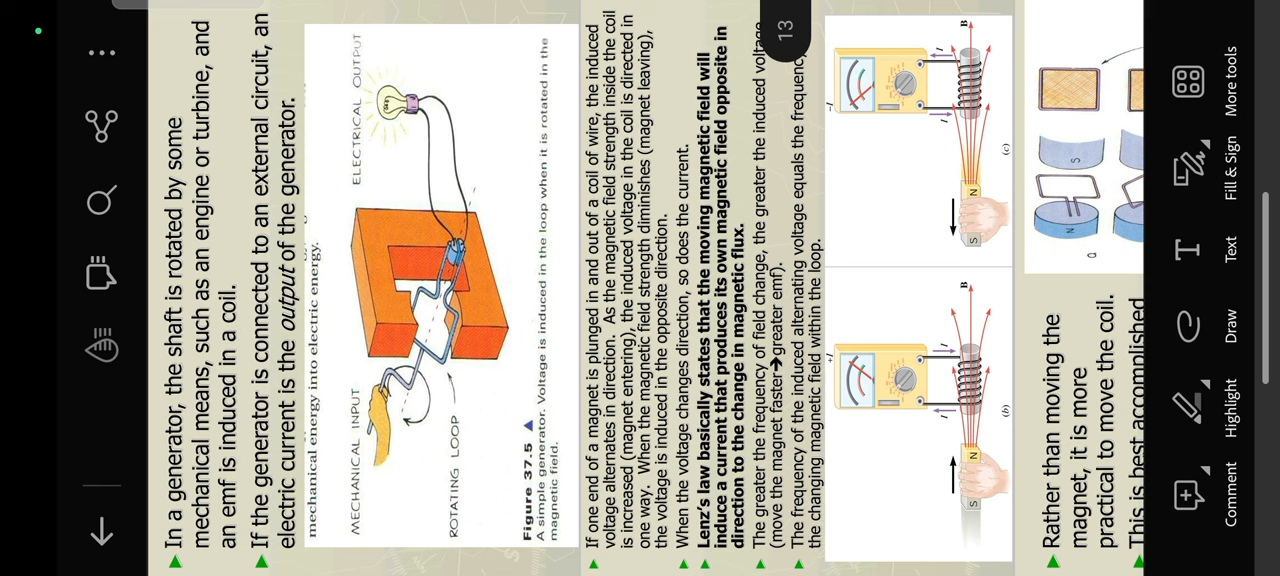 In a generator, the shaft is rotated by some
mechanical means, such as an engine or turbine, and
an emf is induced in a coil.
If the generator is connected to an external circuit, an
electric current is the output of the generator.
mechanical energy into electric energy.
MECHANICAL INPUT
ELECTRICAL OUTPUT
ROTATING LOOP
Figure 37.5
A simple generator. Voltage is induced in the loop when it is rotated in the
magnetic field.
If one end of a magnet is plunged in and out of a coil of wire, the induced
voltage alternates in direction. As the magnetic field strength inside the coil
is increased (magnet entering), the induced voltage in the coil is directed in
one way. When the magnetic field strength diminishes (magnet leaving),
the voltage is induced in the opposite direction.
When the voltage changes direction, so does the current.
Lenz's law basically states that the moving magnetic field will
induce a current that produces its own magnetic field opposite in
direction to the change in magnetic flux.
The greater the frequency of field change, the greater the induced voltage
(move the magnet faster➔greater emf).
The frequency of the induced alternating voltage equals the frequenc
the changing magnetic field within the loop.
13
+I
I
I
S
N
B
(b)
−I
I
I
S
N
B
(c)
Rather than moving the
magnet, it is more
practical to move the coil.
This is best accomplished
a
N
S
Comment
Highlight
Draw
Text
Fill & Sign
More tools